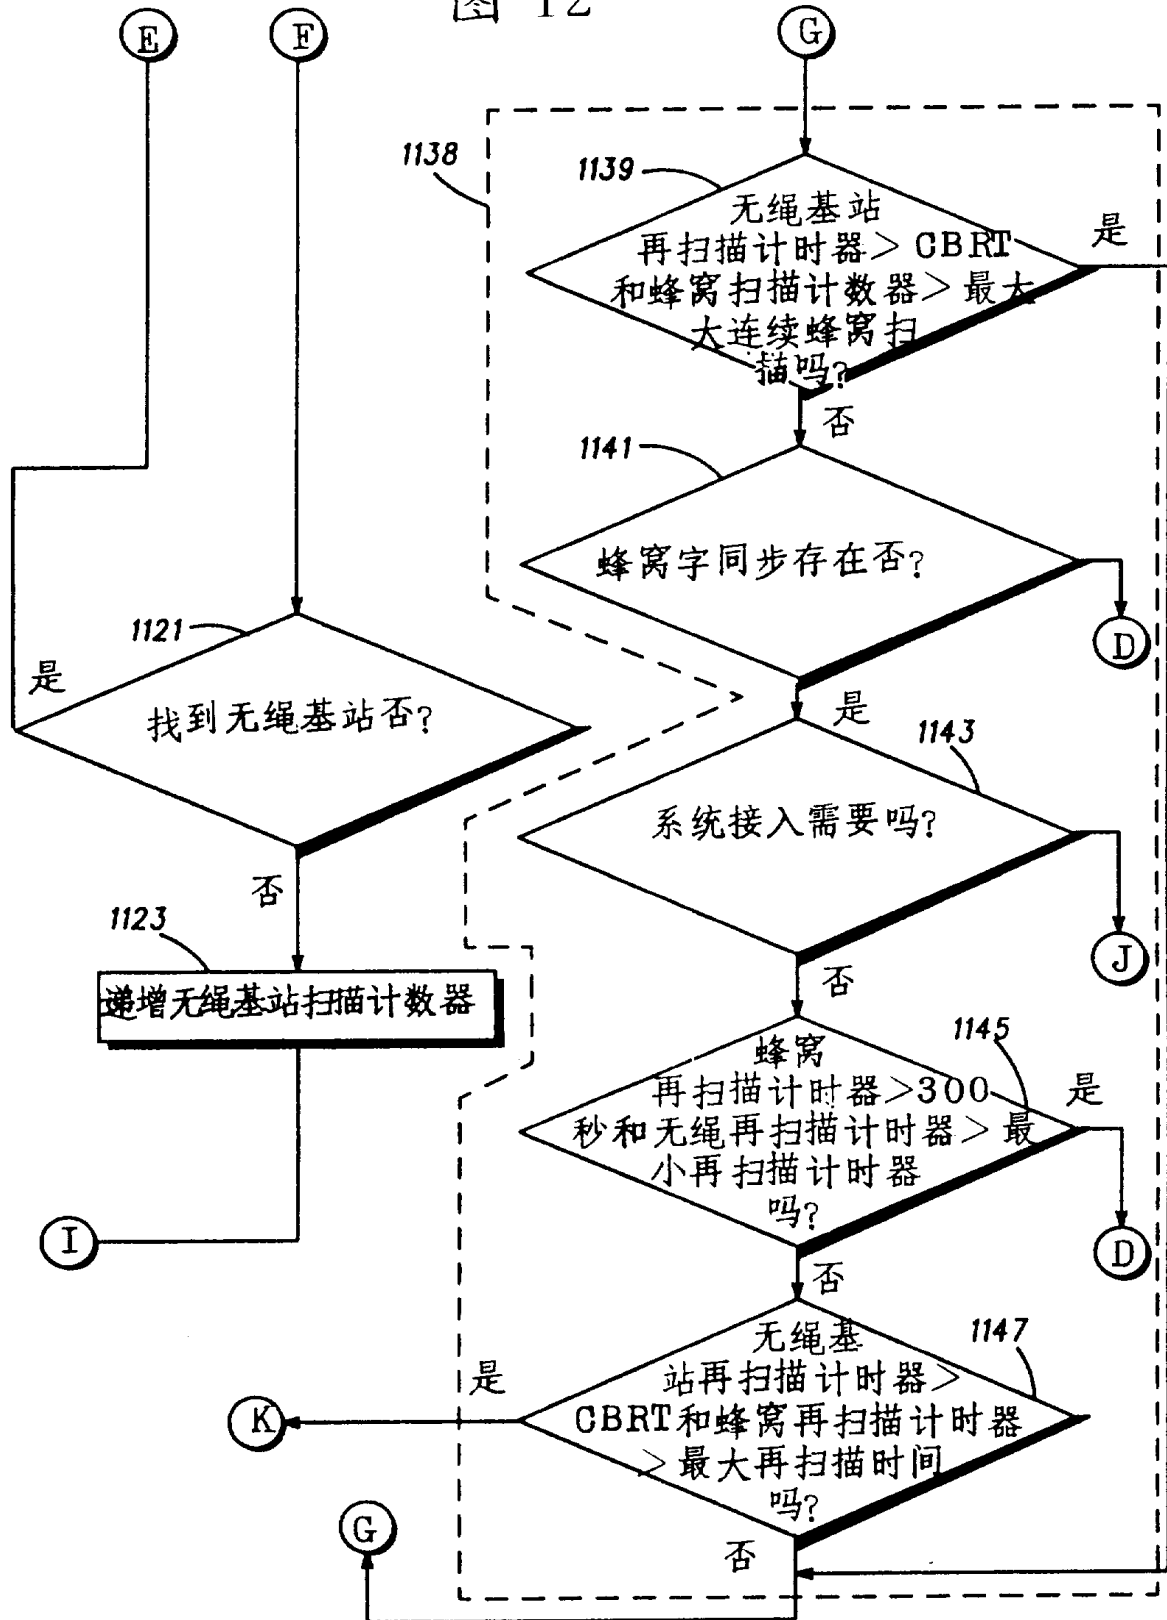 图 12
E
F
G
1138
1139
无绳基站
再扫描计时器>CBRT
和蜂窝扫描计数器>最大
大连续蜂窝扫
描吗?
是
否
1141
蜂窝字同步存在否?
D
是
1121
是
找到无绳基站否?
否
1123
递增无绳基站扫描计数器
I
1143
系统接入需要吗?
J
否
1145
蜂窝
再扫描计时器>300
秒和无绳再扫描计时器>最
小再扫描计时器
吗?
是
D
否
1147
无绳基
站再扫描计时器>
CBRT和蜂窝再扫描计时器
>最大再扫描时间
吗?
是
K
否
G